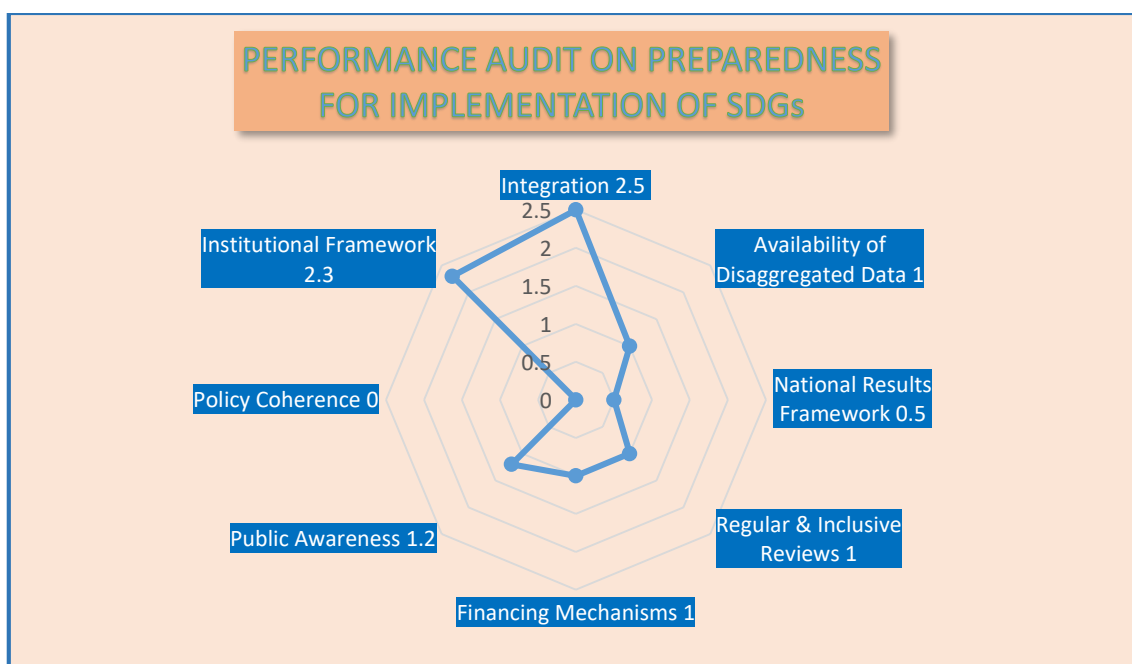 PERFORMANCE AUDIT ON PREPAREDNESS
FOR IMPLEMENTATION OF SDGs
Integration 2.5
2.5
2
1.5
1
0.5
0
Availability of
Disaggregated Data 1
National Results
Framework 0.5
Regular & Inclusive
Reviews 1
Financing Mechanisms 1
Public Awareness 1.2
Policy Coherence 0
Institutional Framework
2.3